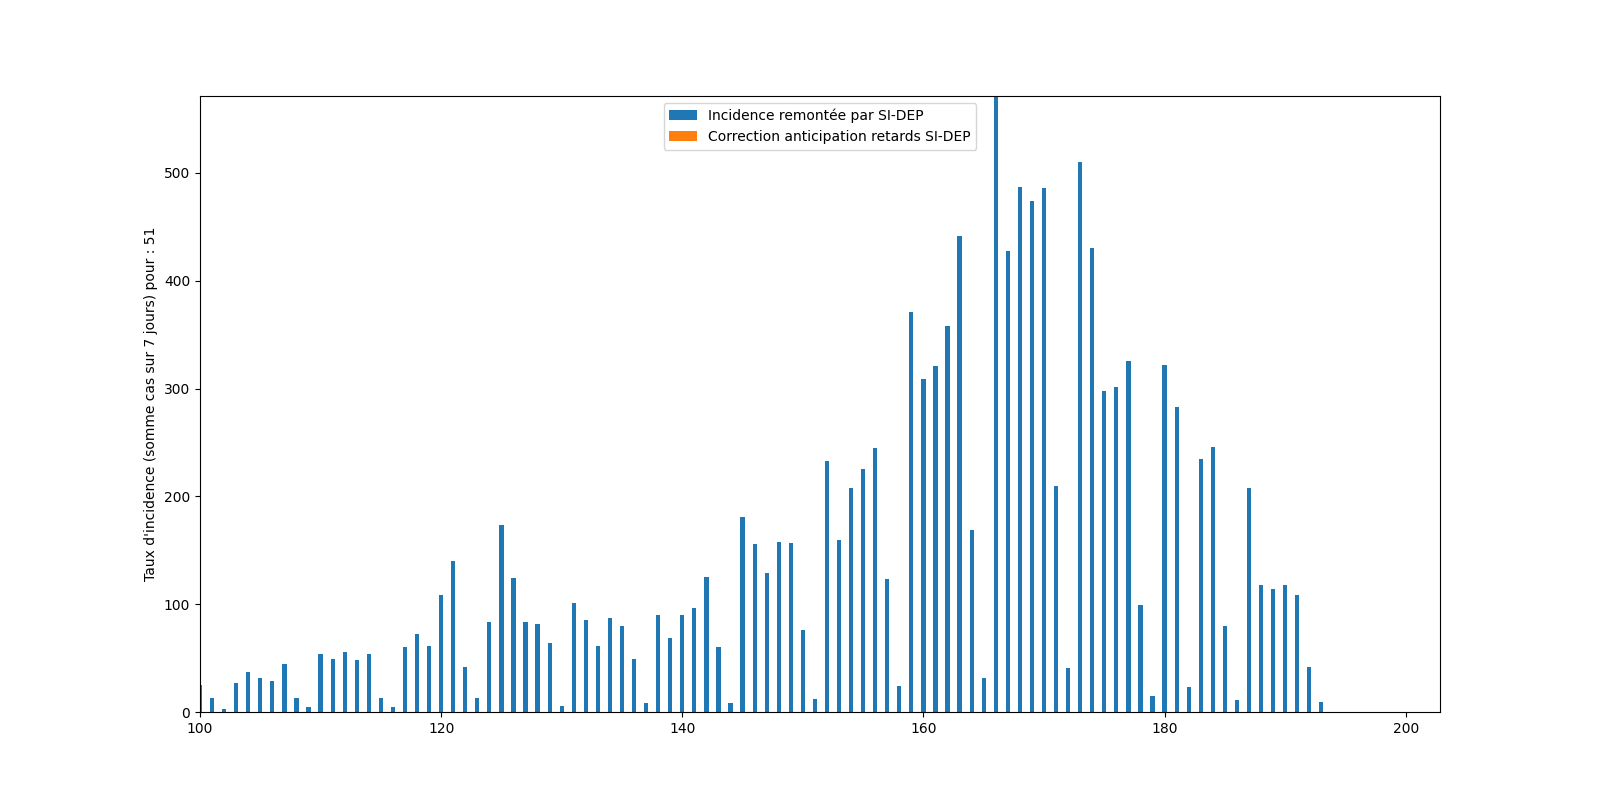 Incidence remontée par SI-DEP
Correction anticipation retards SI-DEP
Taux d'incidence (somme cas sur 7 jours) pour : 51
500
400
300
200
100
0
100 120 140 160 180 200